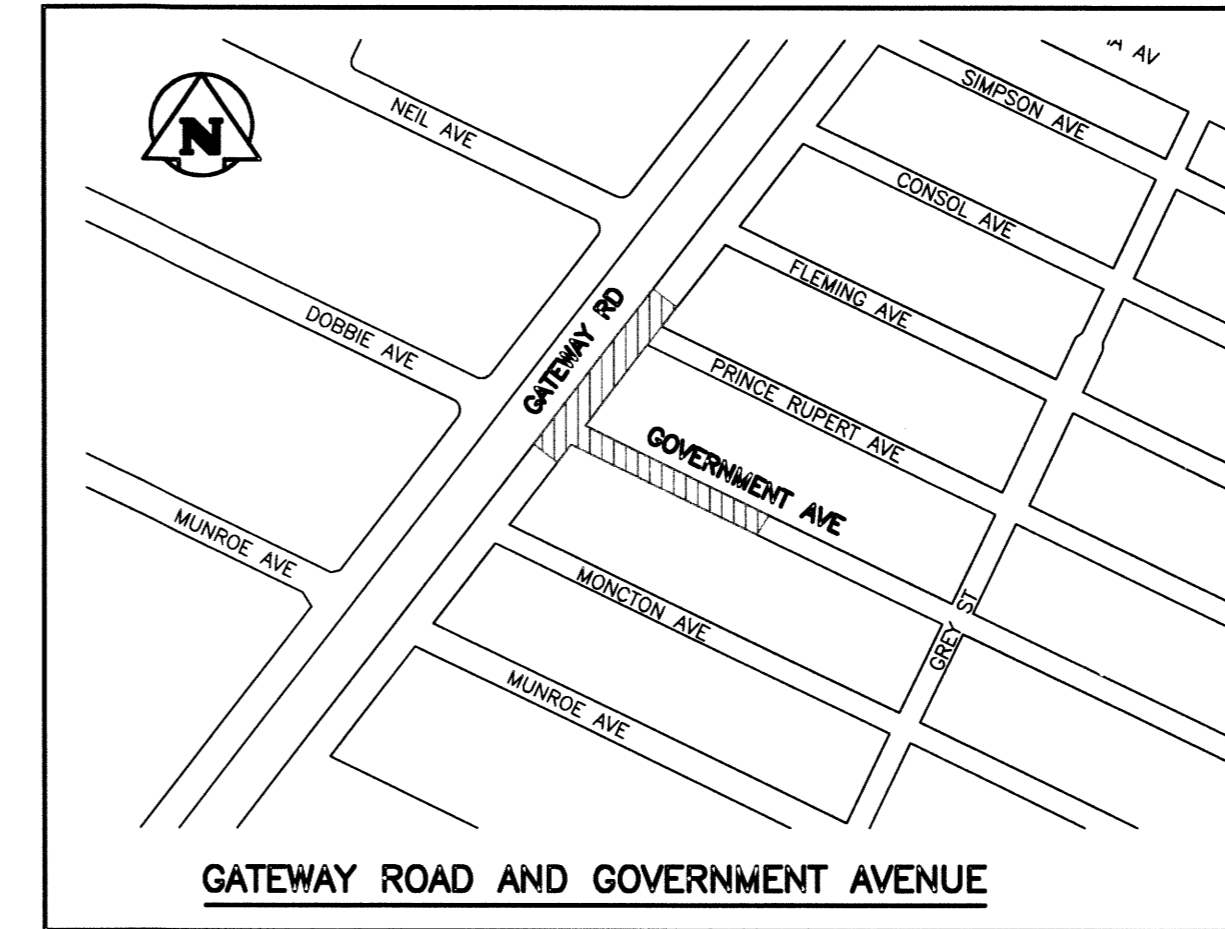 AV
SIMPSON AVE
N
NEIL AVE
CONSOL AVE
FLEMING AVE
GATEWAY RD
DOBBIE AVE
PRINCE RUPERT AVE
GOVERNMENT AVE
MUNROE AVE
MONCTON AVE
GREY ST
MUNROE AVE
GATEWAY ROAD AND GOVERNMENT AVENUE